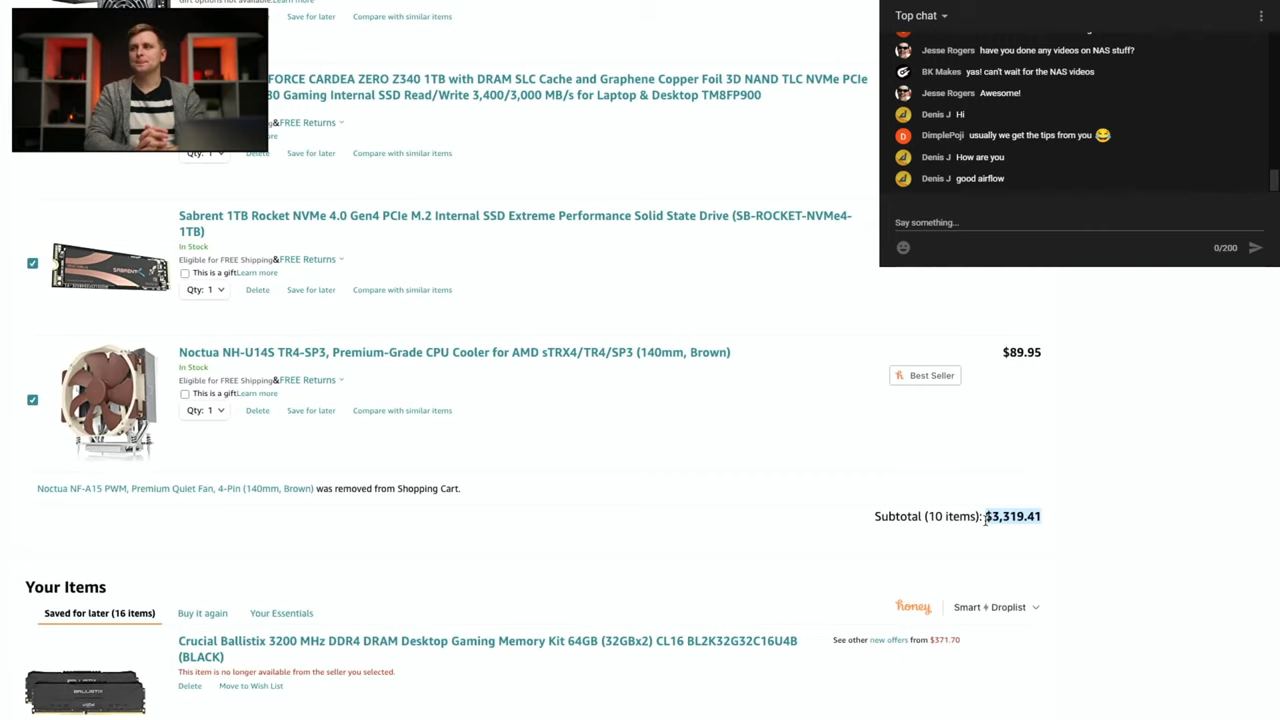 Gift options not available. Learn more
Save for later
Compare with similar items
FORCE CARDEA ZERO Z340 1TB with DRAM SLC Cache and Graphene Copper Foil 3D NAND TLC NVMe PCIe
80 Gaming Internal SSD Read/Write 3,400/3,000 MB/s for Laptop & Desktop TM8FP900
&FREE Returns
Qty: 1 Delete Save for later Compare with similar items
Sabrent 1TB Rocket NVMe 4.0 Gen4 PCIe M.2 Internal SSD Extreme Performance Solid State Drive (SB-ROCKET-NVMe4-
1TB)
In Stock
Eligible for FREE Shipping&FREE Returns
This is a giftLearn more
Qty: 1 Delete Save for later Compare with similar items
SABRENT
Noctua NH-U14S TR4-SP3, Premium-Grade CPU Cooler for AMD sTRX4/TR4/SP3 (140mm, Brown)
$89.95
In Stock
Best Seller
Eligible for FREE Shipping&FREE Returns
This is a giftLearn more
Qty: 1 Delete Save for later Compare with similar items
Noctua NF-A15 PWM, Premium Quiet Fan, 4-Pin (140mm, Brown) was removed from Shopping Cart.
Subtotal (10 items): $3,319.41
Your Items
Saved for later (16 items) Buy it again Your Essentials
honey Smart Droplist
Crucial Ballistix 3200 MHz DDR4 DRAM Desktop Gaming Memory Kit 64GB (32GBx2) CL16 BL2K32G32C16U4B
(BLACK)
See other new offers from $371.70
This item is no longer available from the seller you selected.
Delete Move to Wish List
BALLISTIX
Top chat
Jesse Rogers have you done any videos on NAS stuff?
BK Makes yas! can't wait for the NAS videos
Jesse Rogers Awesome!
Denis J Hi
D DimplePoji usually we get the tips from you
Denis J How are you
Denis J good airflow
Say something...
0/200